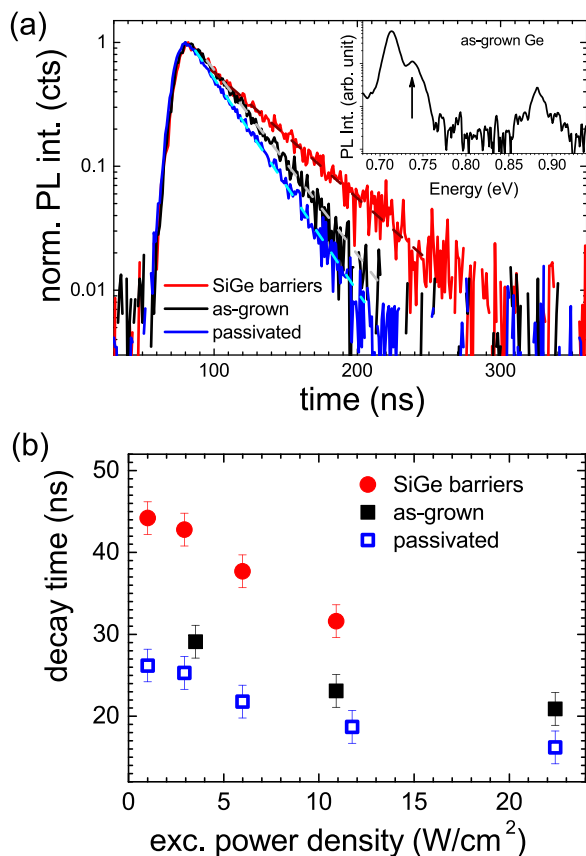 (a)
norm. PL int. (cts)
1
0.1
0.01
as-grown Ge
PL Int. (arb. unit)
0.70 0.75 0.80 0.85 0.90
Energy (eV)
SiGe barriers
as-grown
passivated
100 200 300
time (ns)
(b)
decay time (ns)
50
40
30
20
SiGe barriers
as-grown
passivated
0 5 10 15 20
exc. power density (W/cm²)